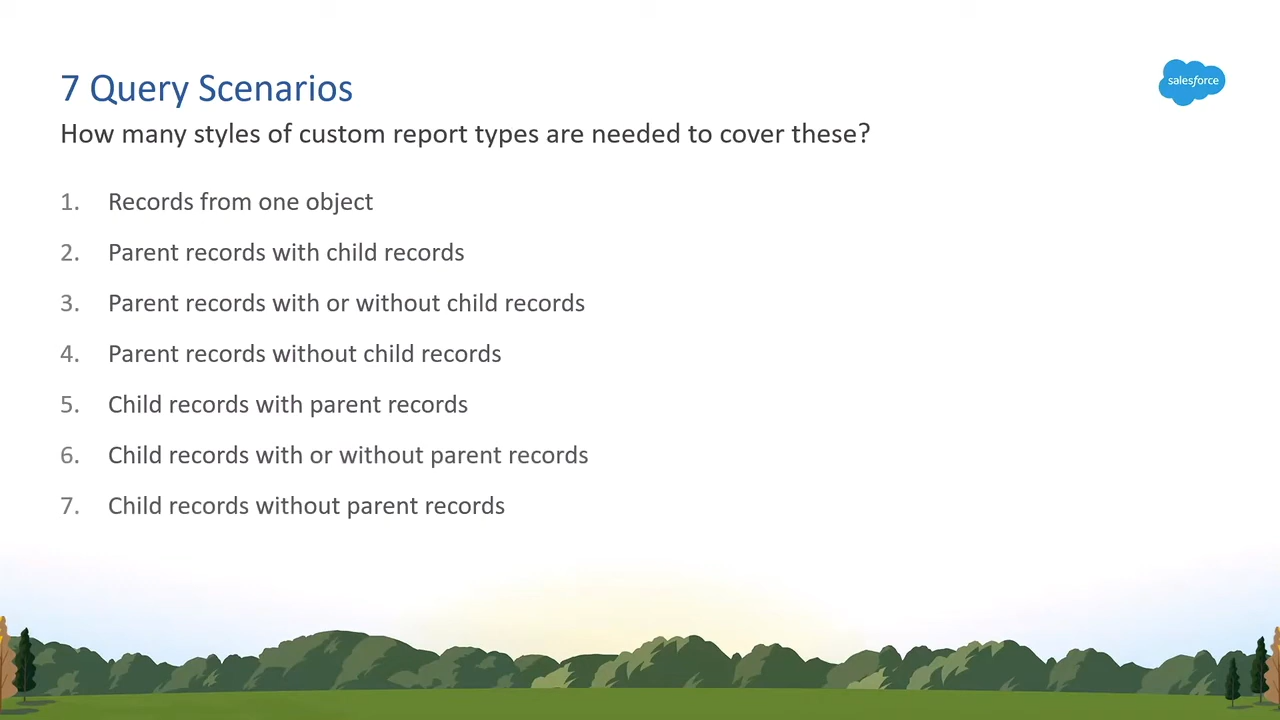 7 Query Scenarios
salesforce
How many styles of custom report types are needed to cover these?
1. Records from one object
2. Parent records with child records
3. Parent records with or without child records
4. Parent records without child records
5. Child records with parent records
6. Child records with or without parent records
7. Child records without parent records